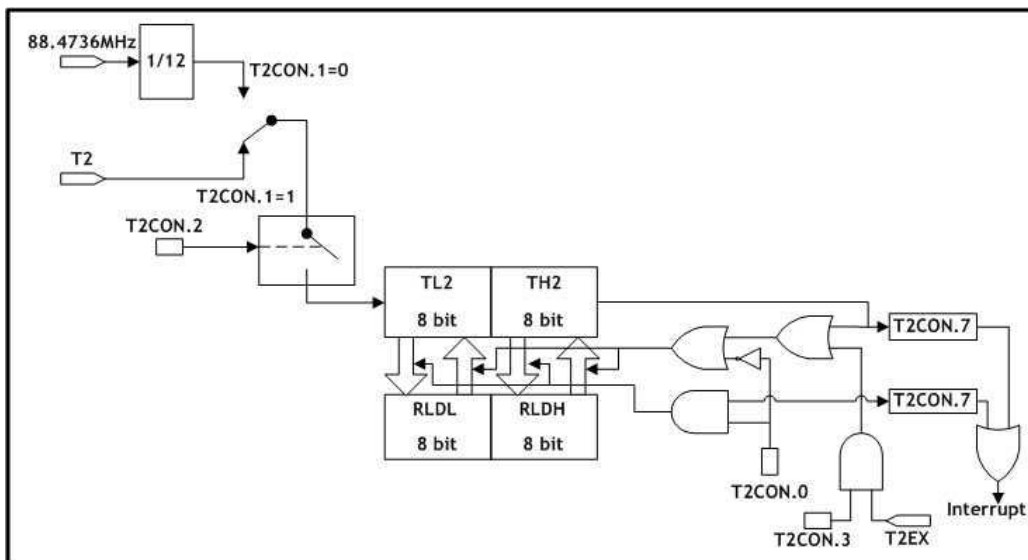 88.4736MHz
1/12
T2CON.1=0
T2
T2CON.1=1
T2CON.2
TL2
TH2
8 bit
8 bit
T2CON.7
RLDL
RLDH
8 bit
8 bit
T2CON.7
T2CON.0
Interrupt
T2CON.3
T2EX